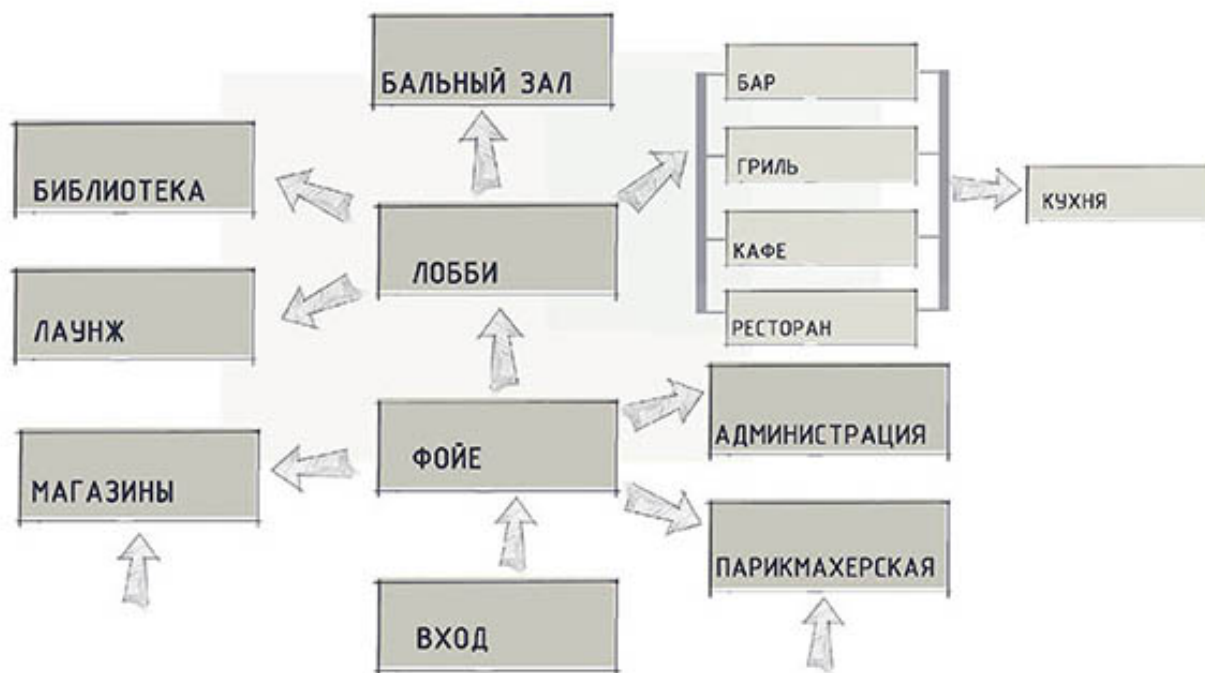 БАЛЬНЫЙ ЗАЛ
БАР
БИБЛИОТЕКА
ГРИЛЬ
КУХНЯ
ЛОББИ
КАФЕ
ЛАУНЖ
РЕСТОРАН
АДМИНИСТРАЦИЯ
ФОЙЕ
МАГАЗИНЫ
ПАРИКМАХЕРСКАЯ
ВХОД